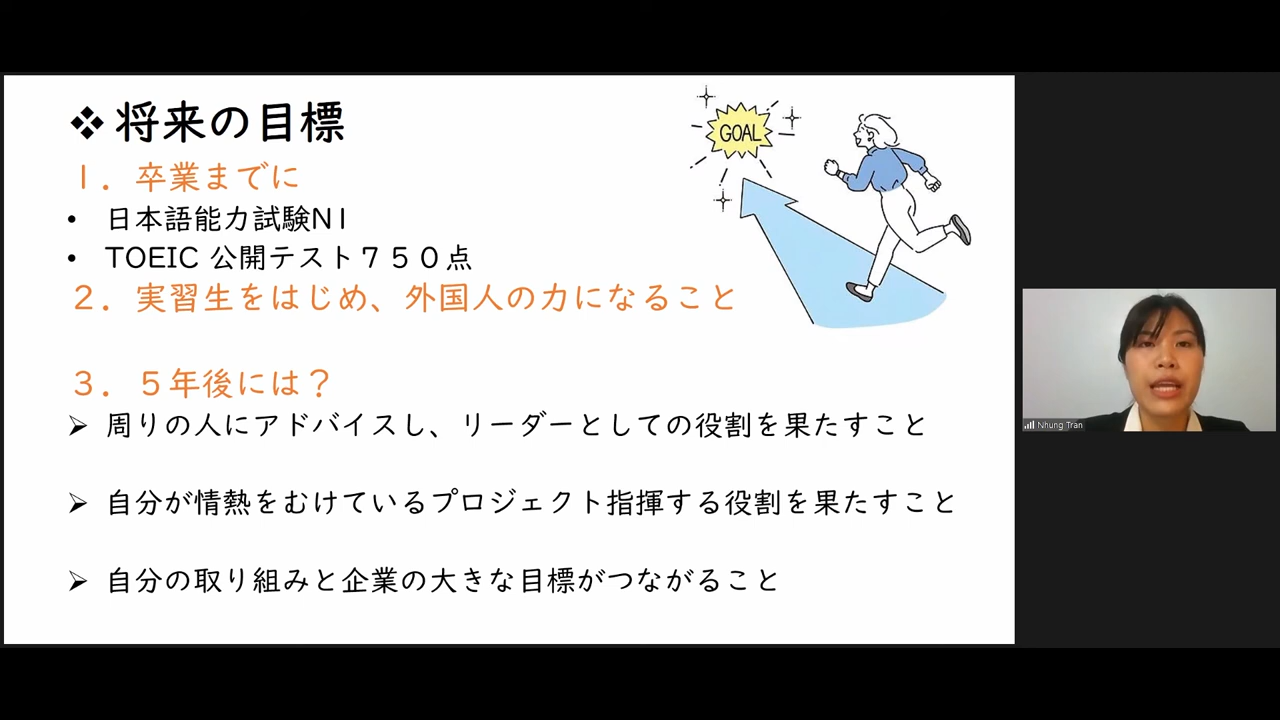 ❖将来の目標
GOAL
1．卒業までに
• 日本語能力試験N1
• TOEIC 公開テスト７５０点
２．実習生をはじめ、外国人の力になること
３．５年後には？
➢ 周りの人にアドバイスし、リーダーとしての役割を果たすこと
➢ 自分が情熱をむけているプロジェクト指揮する役割を果たすこと
➢ 自分の取り組みと企業の大きな目標がつながること
Nhung Tran